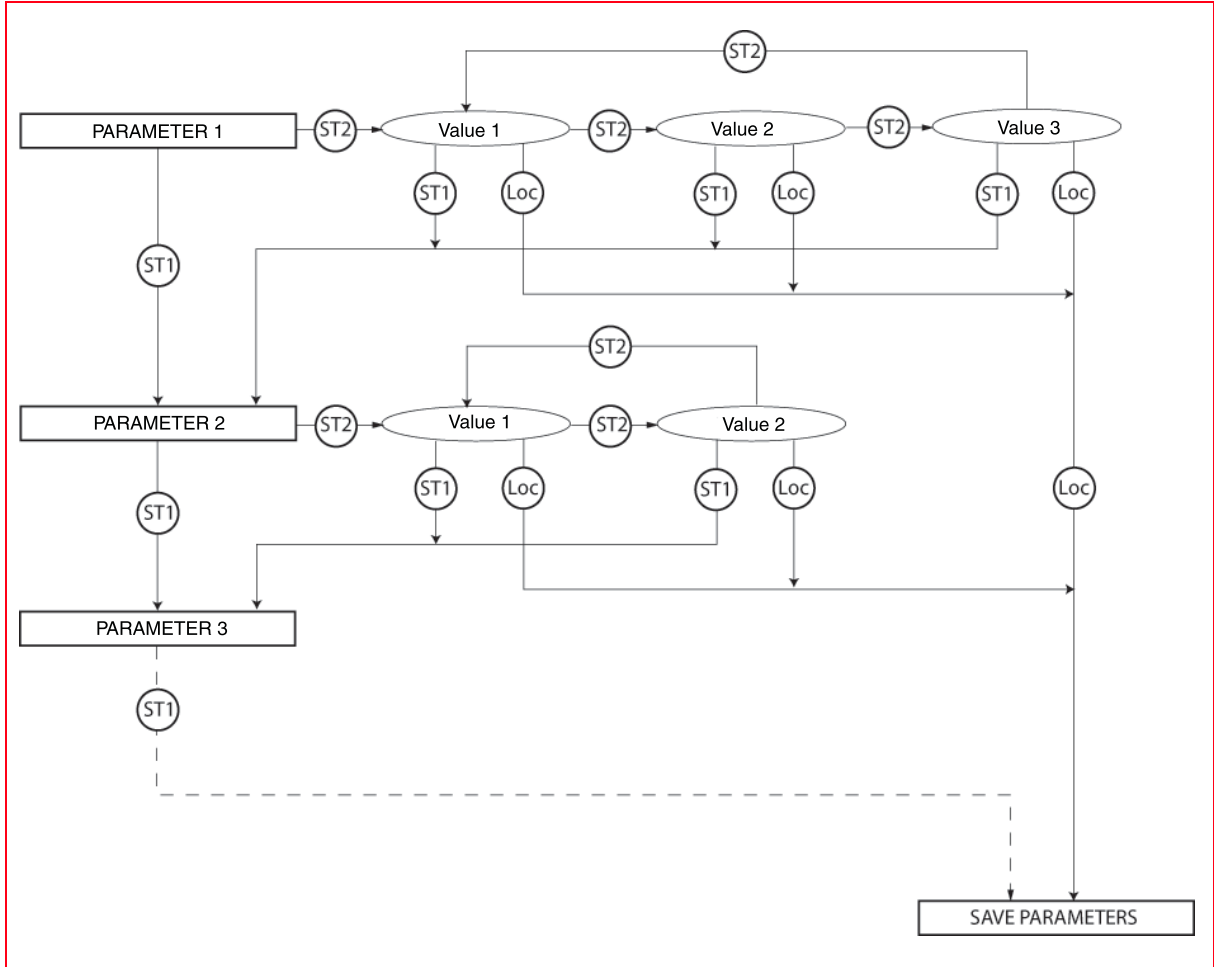 ST2
PARAMETER 1 ST2 Value 1 ST2 Value 2 ST2 Value 3
ST1 Loc ST1 Loc ST1 Loc
ST1
ST2
PARAMETER 2 ST2 Value 1 ST2 Value 2
ST1 Loc ST1 Loc Loc
ST1
PARAMETER 3
ST1
SAVE PARAMETERS